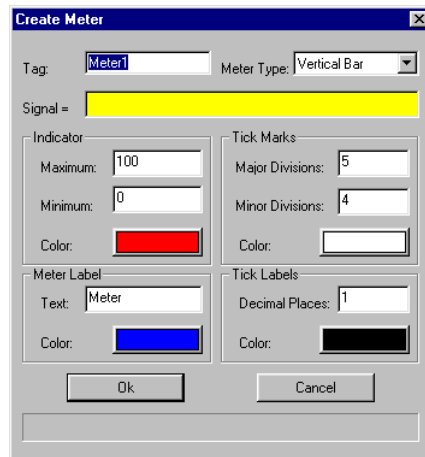 Create Meter
Tag: Meter1 Meter Type: Vertical Bar
Signal =
Indicator
Maximum: 100
Minimum: 0
Color:
Tick Marks
Major Divisions: 5
Minor Divisions: 4
Color:
Meter Label
Text: Meter
Color:
Tick Labels
Decimal Places: 1
Color:
Ok Cancel